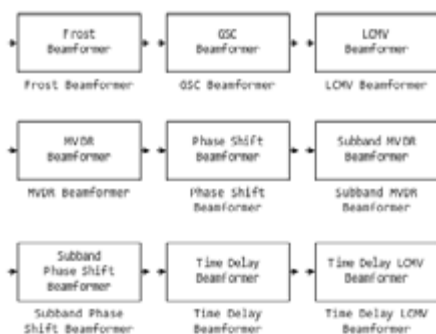 Frost
Beamformer
GSC
Beamformer
LCMV
Beamformer
Frost Beamformer
GSC Beamformer
LCMV Beamformer
MVDR
Beamformer
Phase Shift
Beamformer
Subband MVDR
Beamformer
MVDR Beamformer
Phase Shift
Beamformer
Subband MVDR
Beamformer
Subband
Phase Shift
Beamformer
Time Delay
Beamformer
Time Delay LCMV
Beamformer
Subband Phase
Shift Beamformer
Time Delay
Beamformer
Time Delay LCMV
Beamformer